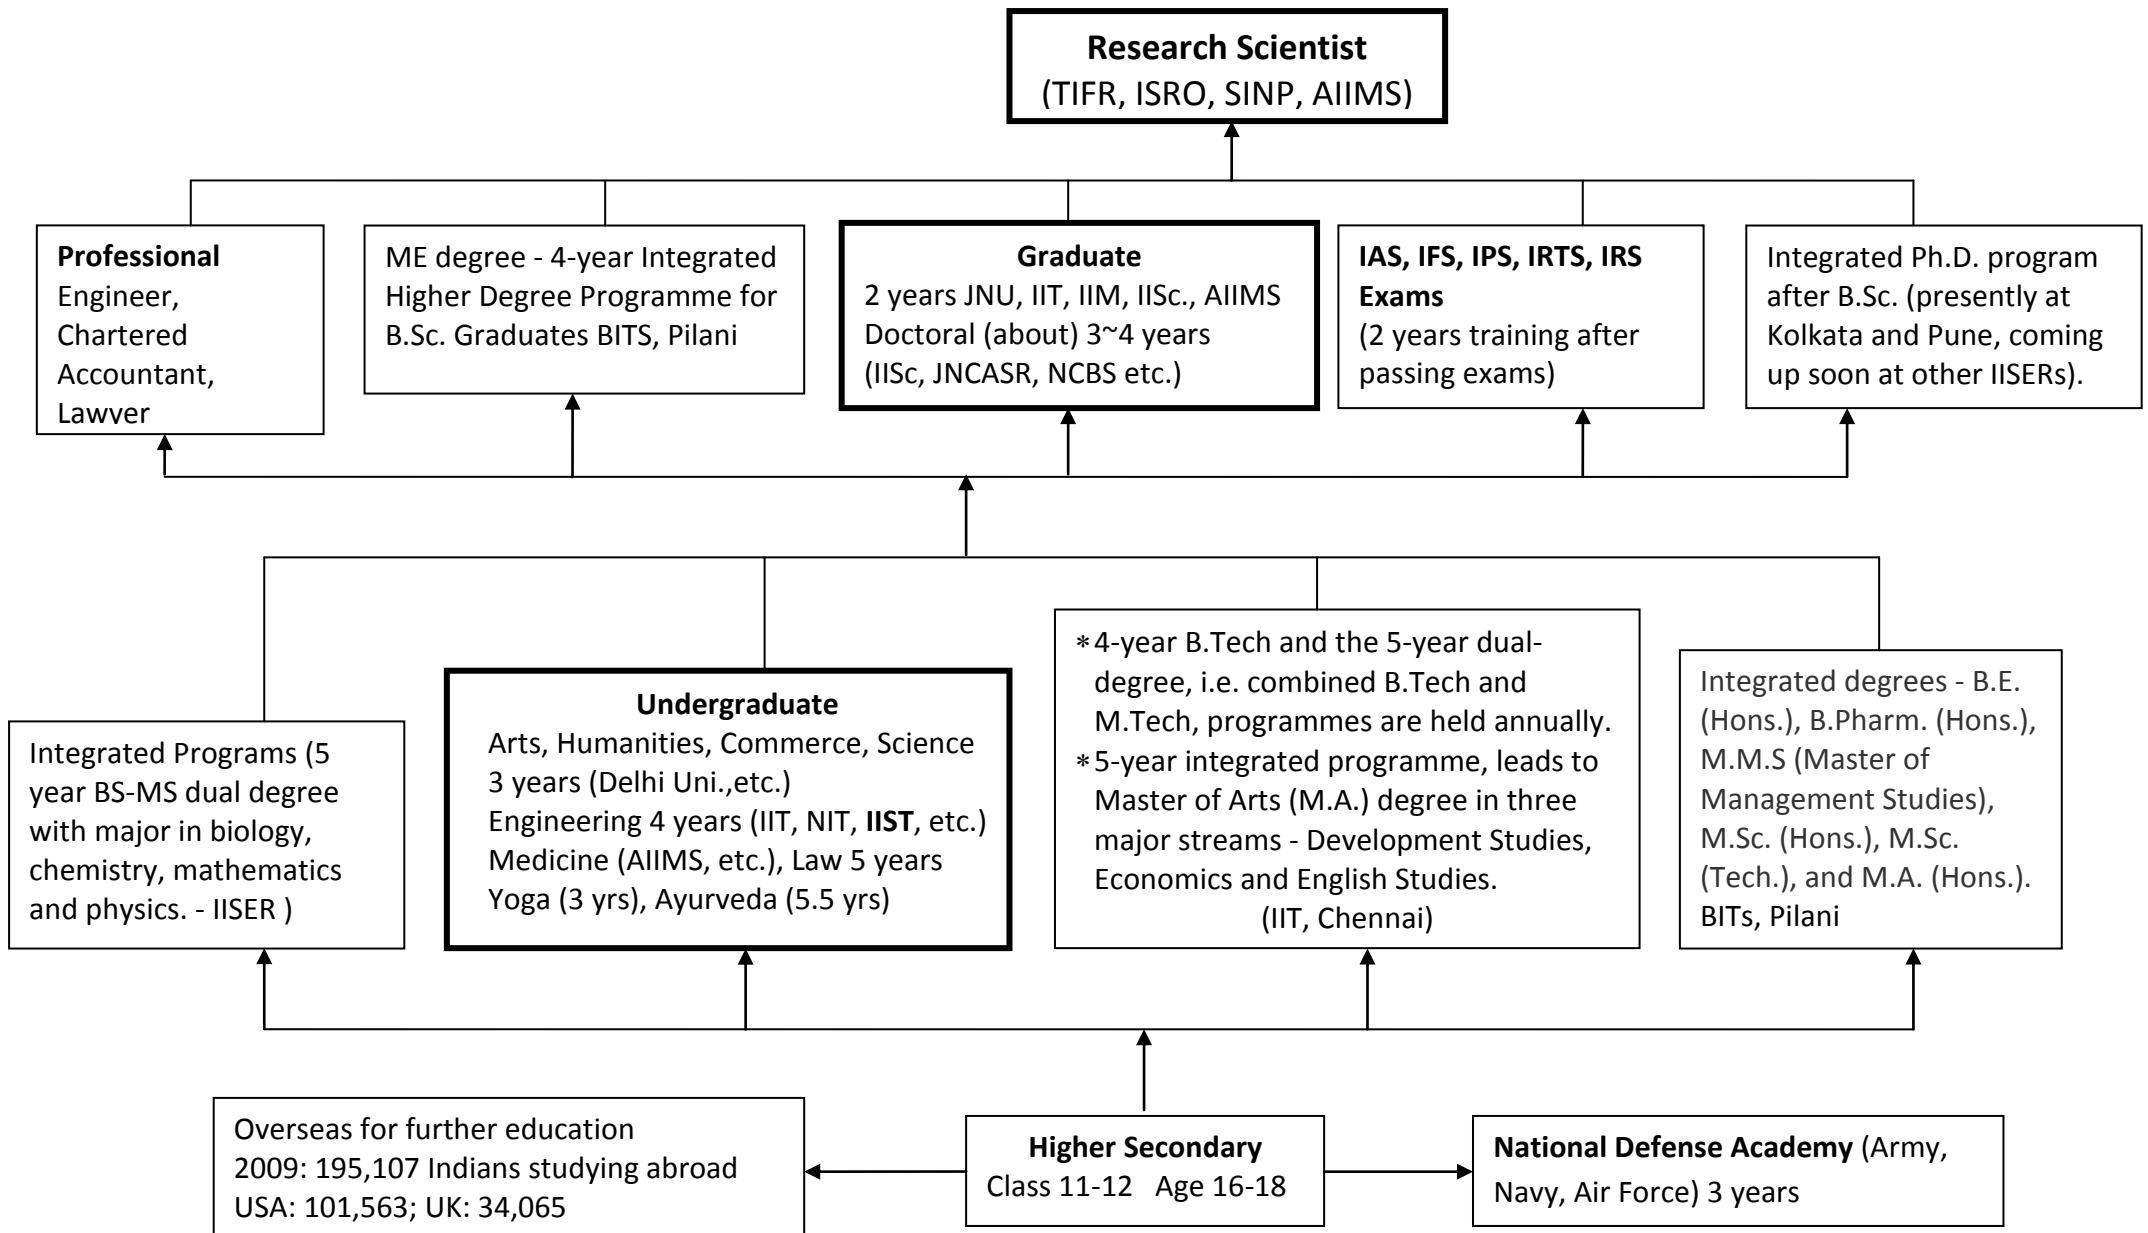 Research Scientist
(TIFR, ISRO, SINP, AIIMS)
Professional
Engineer,
Chartered
Accountant,
Lawyer
ME degree - 4-year Integrated
Higher Degree Programme for
B.Sc. Graduates BITS, Pilani
Graduate
2 years JNU, IIT, IIM, IISc., AIIMS
Doctoral (about) 3~4 years
(IISc, JNCASR, NCBS etc.)
IAS, IFS, IPS, IRTS, IRS
Exams
(2 years training after
passing exams)
Integrated Ph.D. program
after B.Sc. (presently at
Kolkata and Pune, coming
up soon at other IISERs).
Integrated Programs (5
year BS-MS dual degree
with major in biology,
chemistry, mathematics
and physics. - IISER )
Undergraduate
Arts, Humanities, Commerce, Science
3 years (Delhi Uni.,etc.)
Engineering 4 years (IIT, NIT, IIST, etc.)
Medicine (AIIMS, etc.), Law 5 years
Yoga (3 yrs), Ayurveda (5.5 yrs)
* 4-year B.Tech and the 5-year dual-
degree, i.e. combined B.Tech and
M.Tech, programmes are held annually.
* 5-year integrated programme, leads to
Master of Arts (M.A.) degree in three
major streams - Development Studies,
Economics and English Studies.
(IIT, Chennai)
Integrated degrees - B.E.
(Hons.), B.Pharm. (Hons.),
M.M.S (Master of
Management Studies),
M.Sc. (Hons.), M.Sc.
(Tech.), and M.A. (Hons.).
BITs, Pilani
Overseas for further education
2009: 195,107 Indians studying abroad
USA: 101,563; UK: 34,065
Higher Secondary
Class 11-12 Age 16-18
National Defense Academy (Army,
Navy, Air Force) 3 years